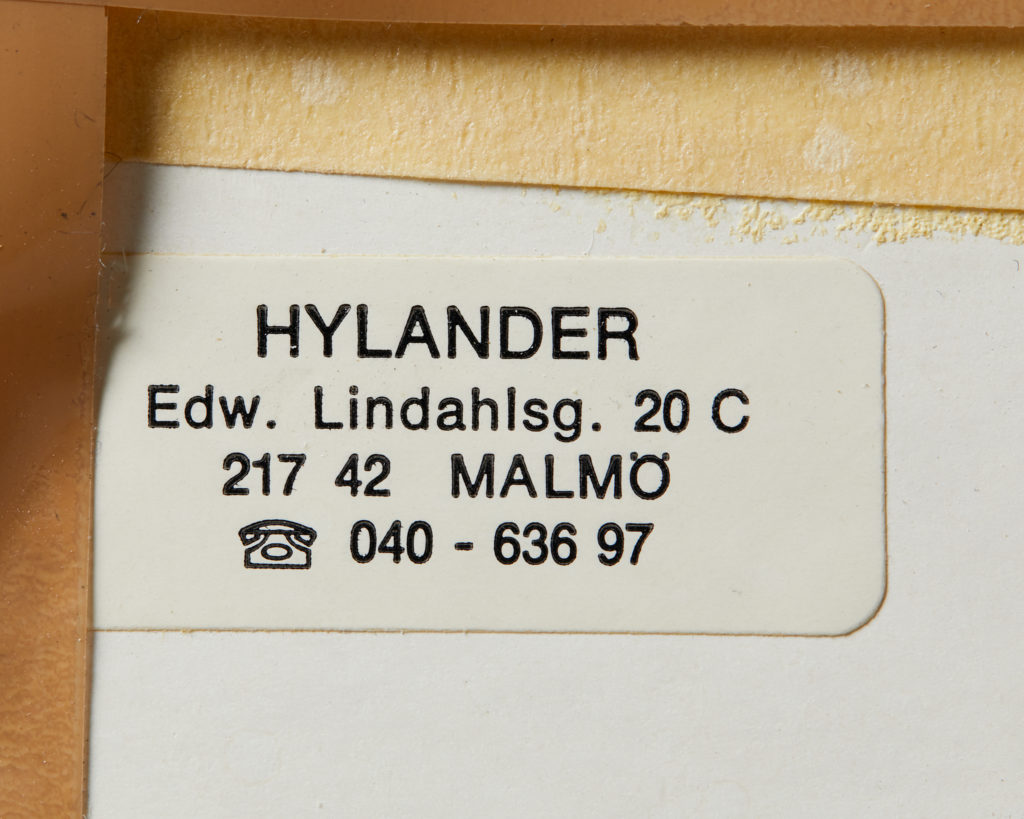 HYLANDER
Edw. Lindahlsg. 20 C
217 42 MALMÖ
☎ 040 - 636 97